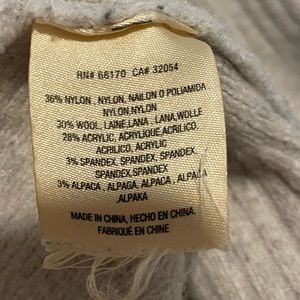 RN# 66170 CA# 32054
36% NYLON , NYLON, NAILON O POLIAMIDA
NYLON,NYLON
30% WOOL, LAINE,LANA , LANA,WOLLE
28% ACRYLIC, ACRYLIQUE,ACRILICO
ACRILICO, ACRYLIC
3% SPANDEX, SPANDEX, SPANDEX,
SPANDEX,SPANDEX
3% ALPACA , ALPAGA, ALPACA , ALPACA
,ALPAKA
MADE IN CHINA, HECHO EN CHINA.
FABRIQUÉ EN CHINE